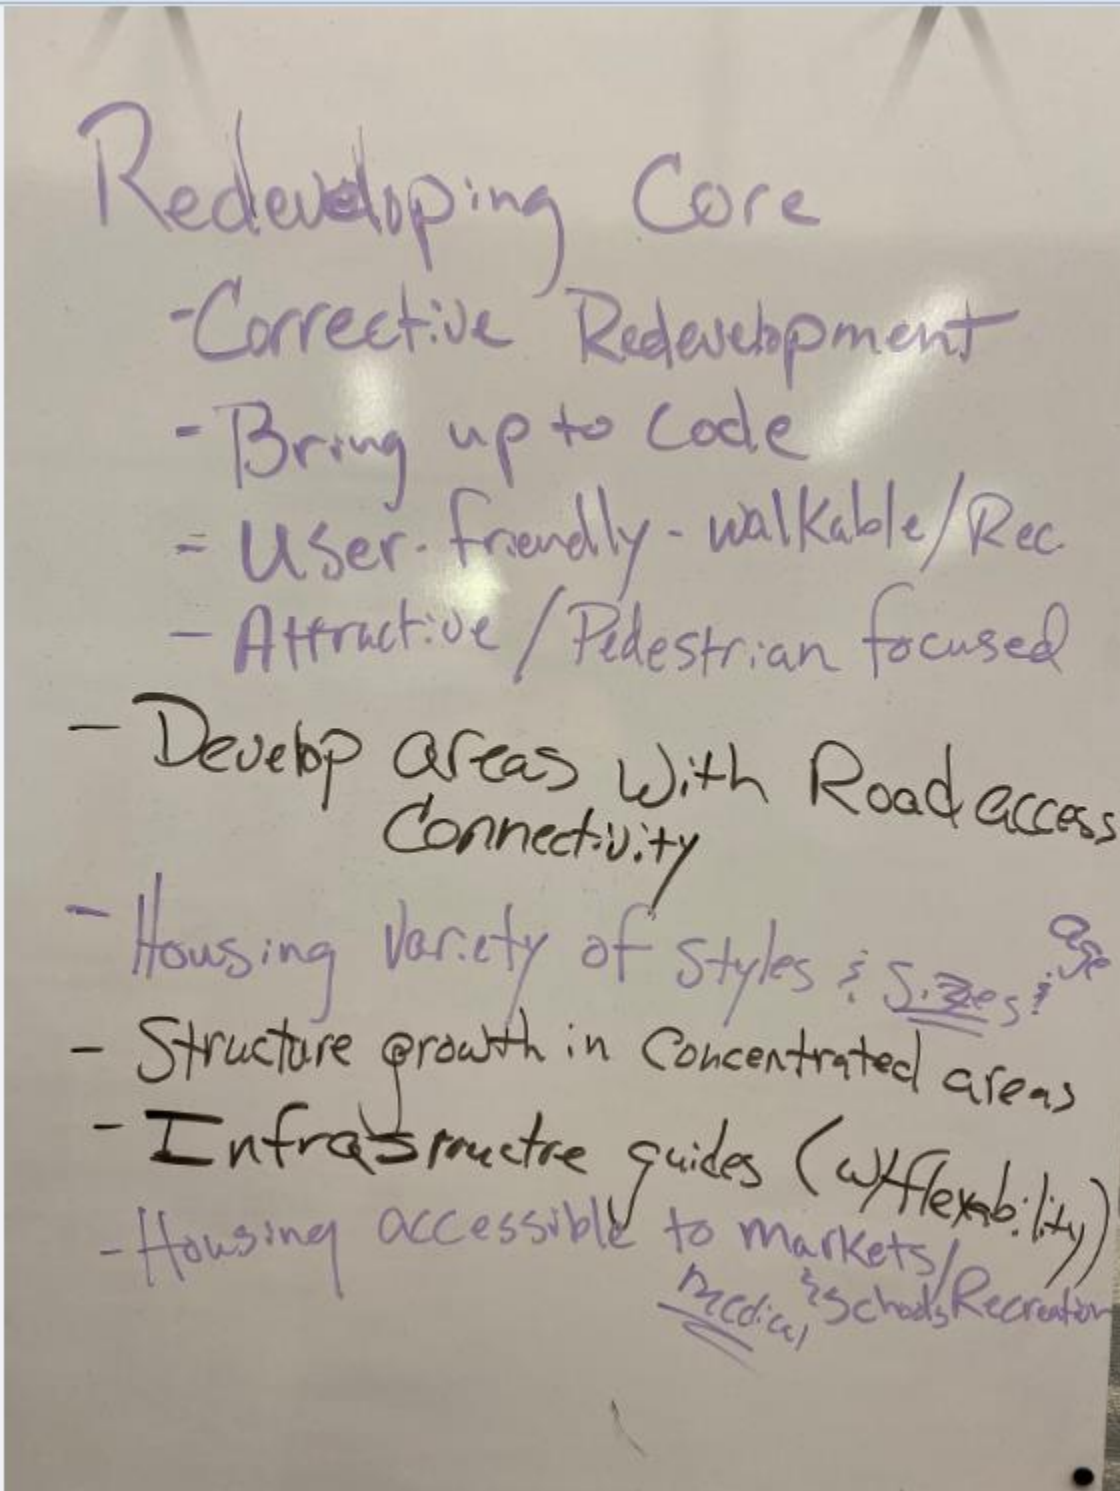 Redeveloping Core
-Corrective Redevelopment
- Bring up to Code
- User-friendly-walkable/Rec.
- Attractive/Pedestrian focused
- Develop areas with Road access
Connectivity
- Housing Variety of Styles & Sizes & age
- Structure growth in Concentrated areas
- Infrastructre guides (w/flexability)
- Housing accessible to markets/
Medical & Schools Recreation